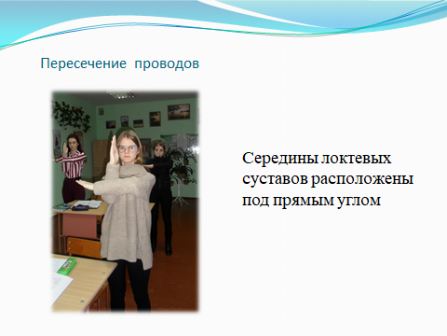 Пересечение проводов
Середины локтевых
суставов расположены
под прямым углом